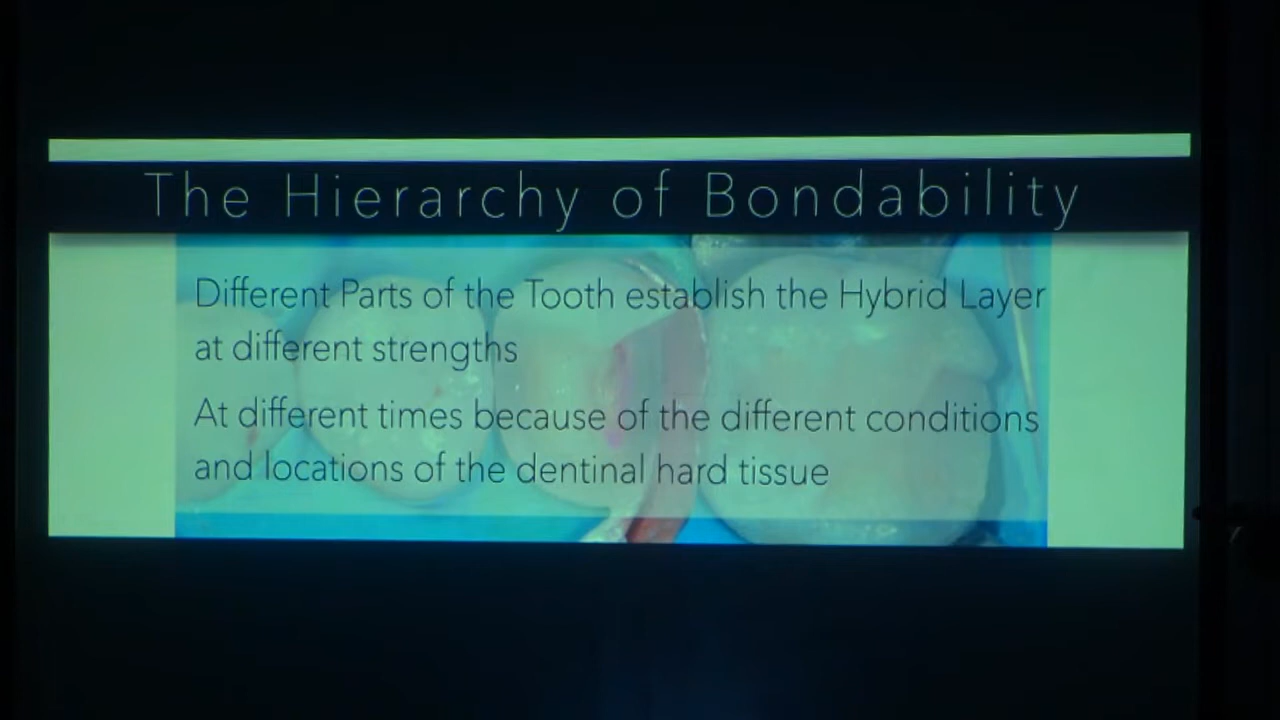 The Hierarchy of Bondability
Different Parts of the Tooth establish the Hybrid Layer
at different strengths
At different times because of the different conditions
and locations of the dentinal hard tissue